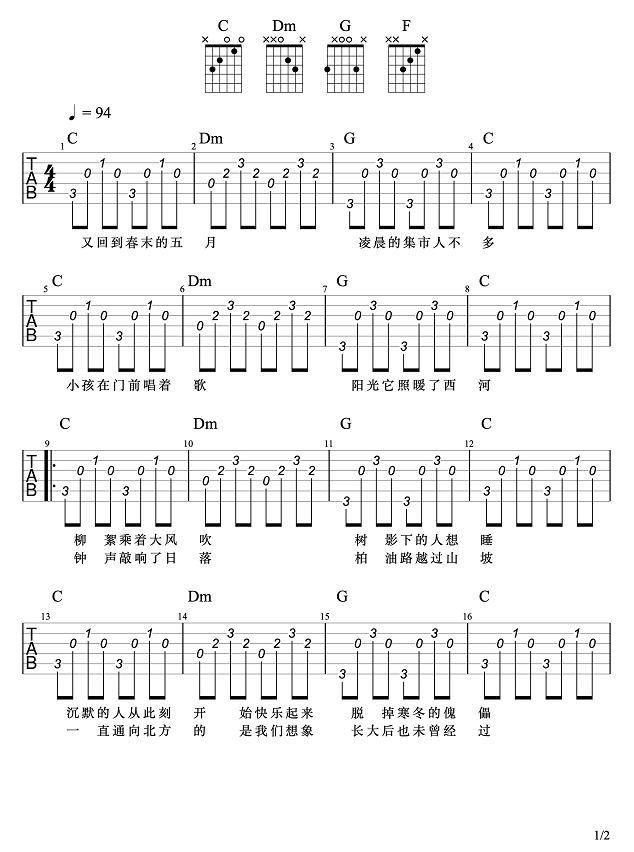 C Dm G F
× ○ ○ ××○ × ×○○ × ×× ×
♩ = 94
C Dm G C
1 2 3 4
TAB 4/4 3 0 1 0 3 0 1 0 0 2 3 2 0 2 3 2 3 0 3 0 3 0 3 0 3 0 1 0 3 0 1 0
又回到春末的五 月 凌晨的集市人不 多
C Dm G C
5 6 7 8
TAB 3 0 1 0 3 0 1 0 0 2 3 2 0 2 3 2 3 0 3 0 3 0 3 0 3 0 1 0 3 0 1 0
小孩在门前唱着 歌 阳光它照暖了西 河
C Dm G C
9 10 11 12
TAB 3 0 1 0 3 0 1 0 0 2 3 2 0 2 3 2 3 0 3 0 3 0 3 0 3 0 1 0 3 0 1 0
柳 絮乘着大风 吹 树 影下的人想 睡
钟 声敲响了日 落 柏 油路越过山 坡
C Dm G C
13 14 15 16
TAB 3 0 1 0 3 0 1 0 0 2 3 2 0 2 3 2 3 0 3 0 3 0 3 0 3 0 1 0 3 0 1 0
沉默的人从此刻 开 始快乐起来 脱 掉寒冬的傀 儡
一 直通向北方 的 是我们想象 长大后也未曾经 过
1/2